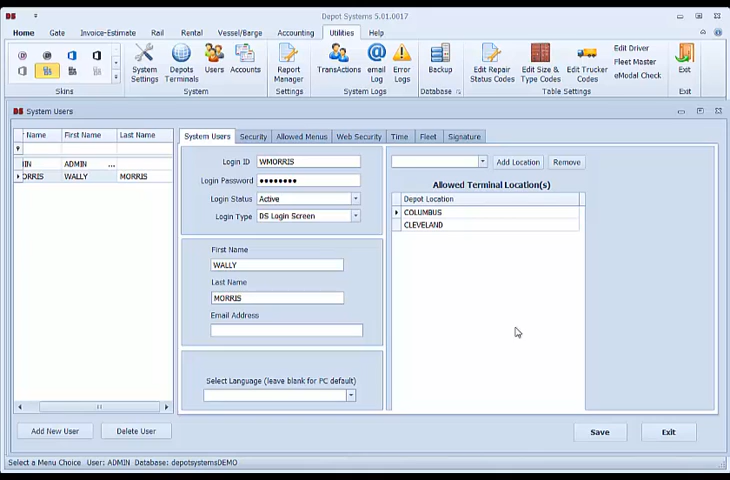 DS
Depot Systems 5.01.0017
Home Gate Invoice-Estimate Rail Rental Vessel/Barge Accounting Utilities Help
Skins
System Settings
Depots Terminals
Users
Accounts
System
Report Manager
Settings
TransActions
email Log
Error Logs
System Logs
Backup
Database
Edit Repair Status Codes
Edit Size & Type Codes
Edit Trucker Codes
Edit Driver
Fleet Master
eModal Check
Table Settings
Exit
Exit
DS System Users
Name First Name Last Name
IN ADMIN ...
ORRIS WALLY MORRIS
System Users Security Allowed Menus Web Security Time Fleet Signature
Login ID WMORRIS
Login Password ••••••••
Login Status Active
Login Type DS Login Screen
First Name
WALLY
Last Name
MORRIS
Email Address
Select Language (leave blank for PC default)
Add Location Remove
Allowed Terminal Location(s)
Depot Location
COLUMBUS
CLEVELAND
Add New User Delete User
Save Exit
Select a Menu Choice User: ADMIN Database: depotsystemsDEMO